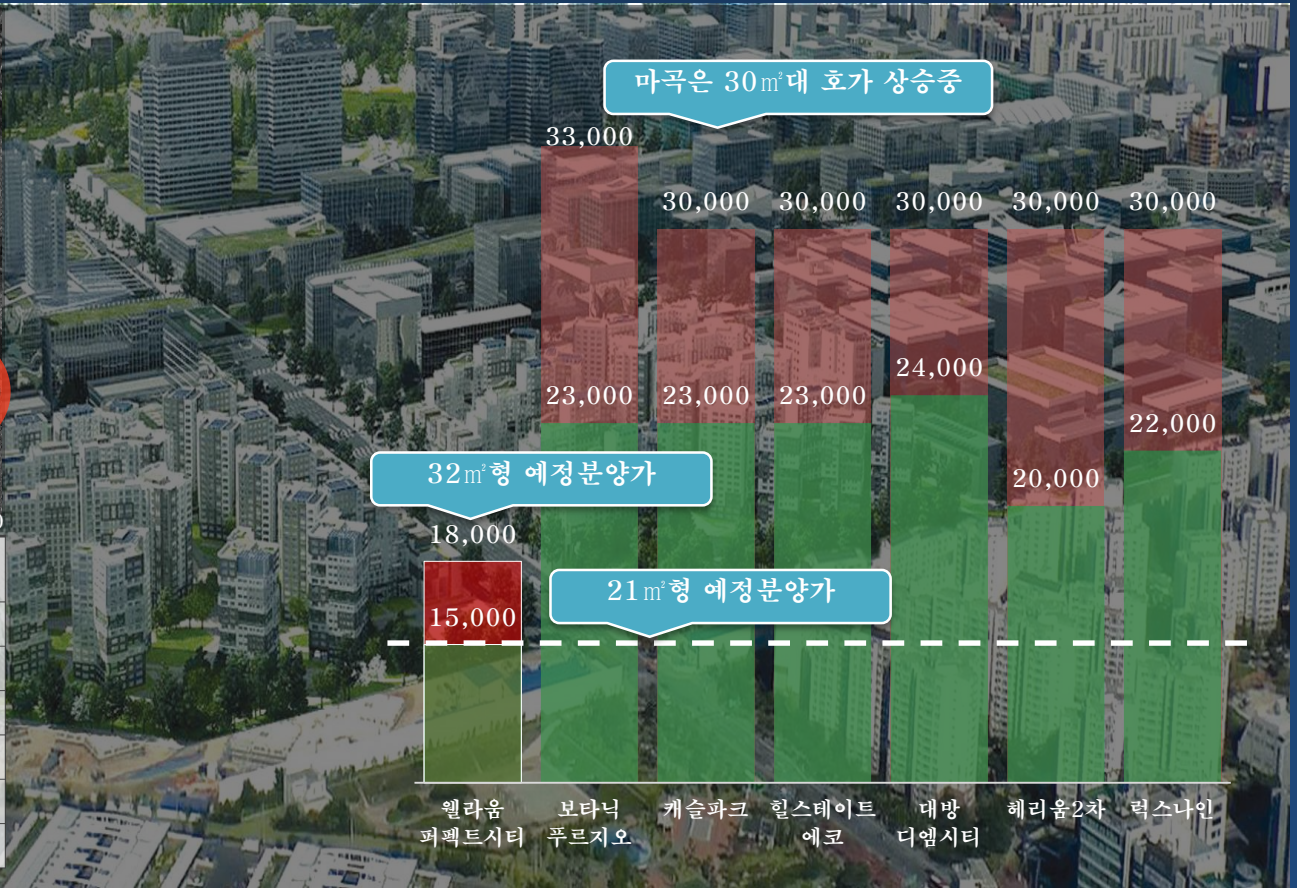 마곡은 30㎡대 호가 상승중
33,000
30,000 30,000 30,000 30,000 30,000
23,000 23,000 23,000 24,000 20,000 22,000
32㎡형 예정분양가
18,000
21㎡형 예정분양가
15,000
웰라움 퍼펙트시티
보타닉 푸르지오
캐슬파크
힐스테이트 에코
대방 디엠시티
헤리움2차
럭스나인